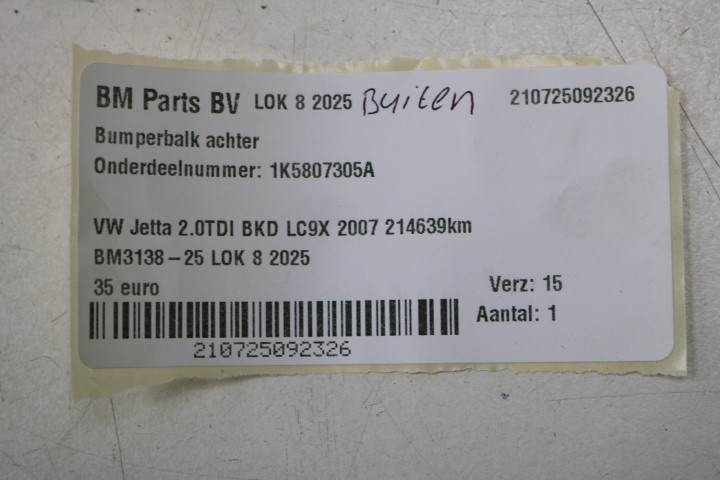 BM Parts BV LOK 8 2025 Buiten 210725092326
Bumperbalk achter
Onderdeelnummer: 1K5807305A
VW Jetta 2.0TDI BKD LC9X 2007 214639km
BM3138-25 LOK 8 2025
35 euro Verz: 15
Aantal: 1
210725092326